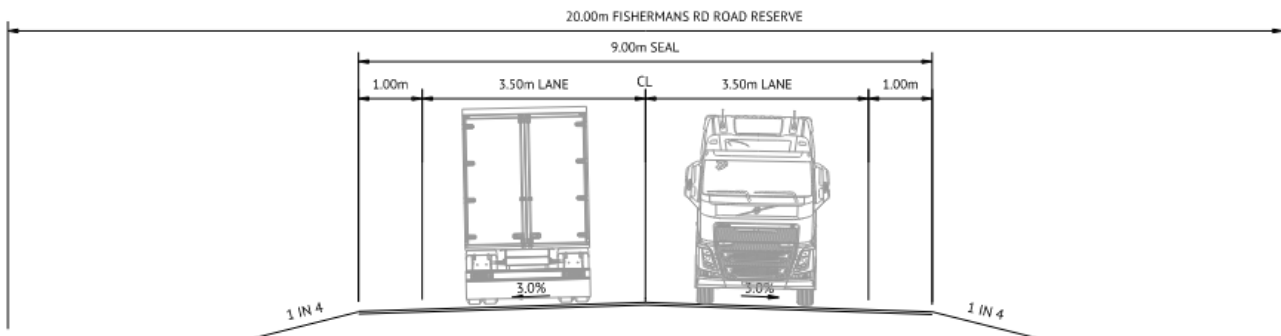 20.00m FISHERMANS RD ROAD RESERVE
9.00m SEAL
1.00m 3.50m LANE CL 3.50m LANE 1.00m
3.0% 3.0%
1 IN 4 1 IN 4